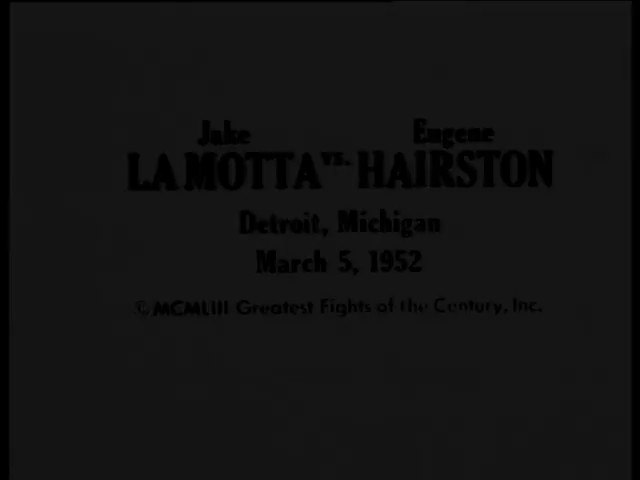 Jake Eugene
LA MOTTA vs. HAIRSTON
Detroit, Michigan
March 5, 1952
© MCMLIII Greatest Fights of the Century, Inc.